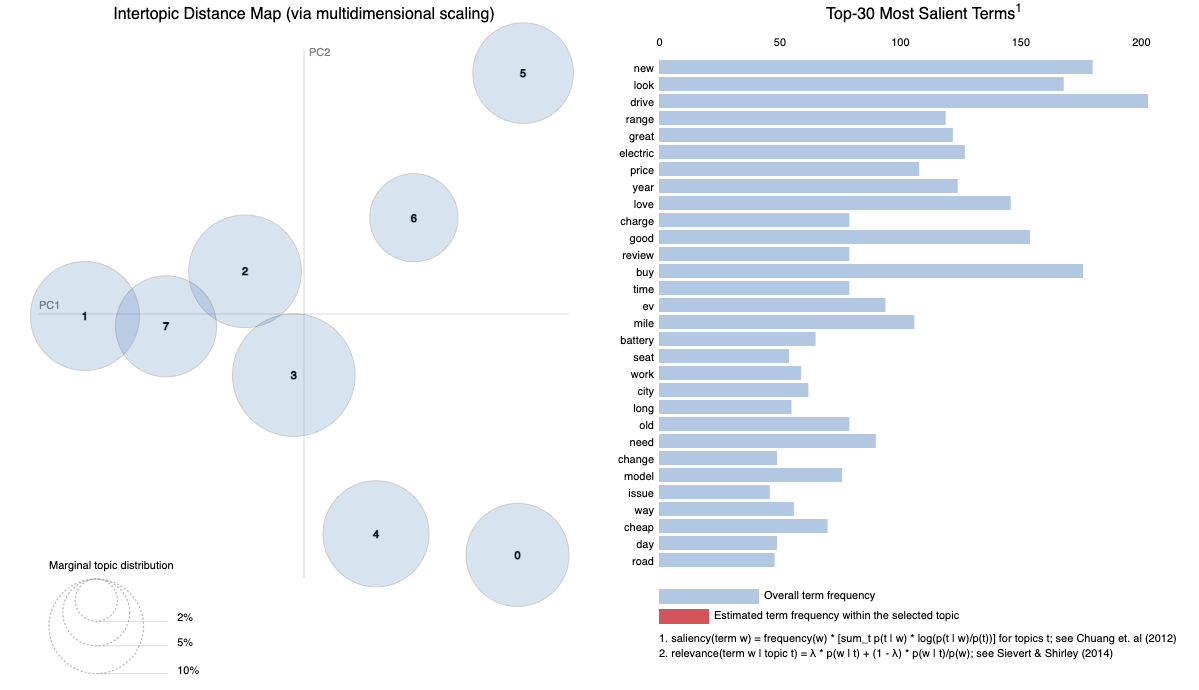 Intertopic Distance Map (via multidimensional scaling)
PC2
5
6
2
PC1
1
7
3
4
0
Marginal topic distribution
2%
5%
10%
Top-30 Most Salient Terms1
0 50 100 150 200
new
look
drive
range
great
electric
price
year
love
charge
good
review
buy
time
ev
mile
battery
seat
work
city
long
old
need
change
model
issue
way
cheap
day
road
Overall term frequency
Estimated term frequency within the selected topic
1. saliency(term w) = frequency(w) * [sum_t p(t | w) * log(p(t | w)/p(t))] for topics t; see Chuang et. al (2012)
2. relevance(term w | topic t) = λ * p(w | t) + (1 - λ) * p(w | t)/p(w); see Sievert & Shirley (2014)